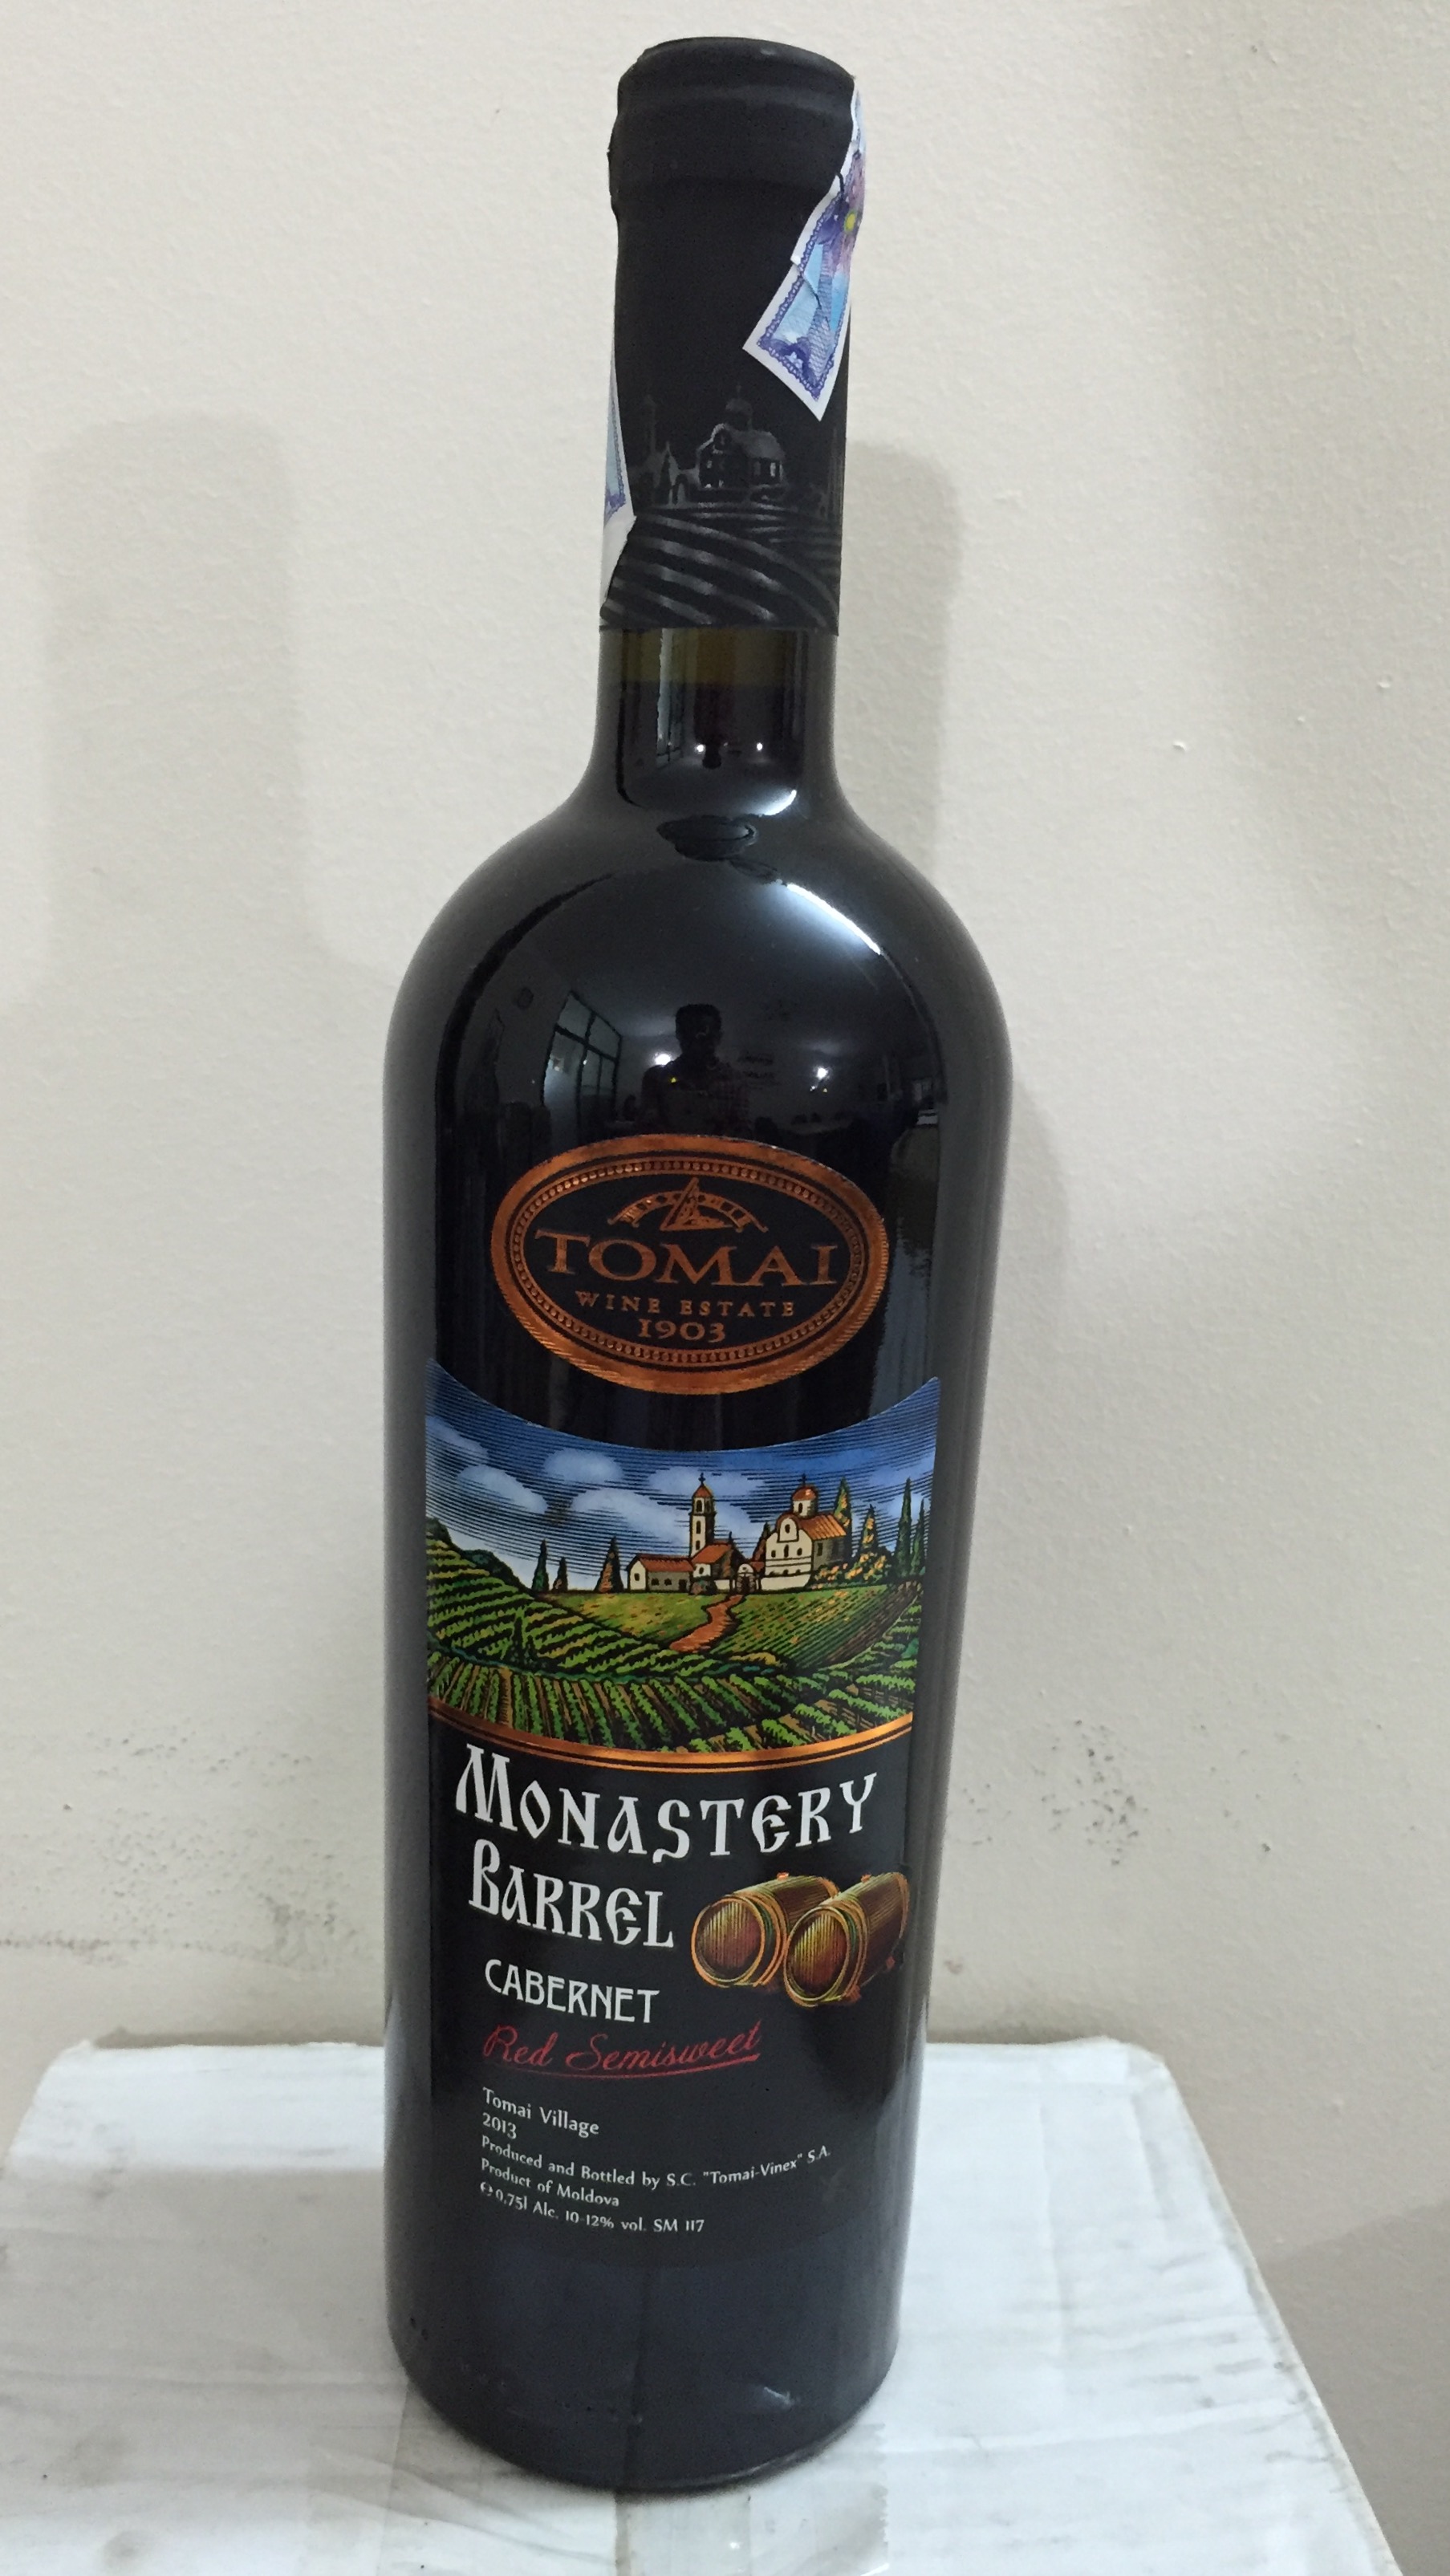 TOMAI
WINE ESTATE
1903
MONASTERY
BARREL
CABERNET
Red Semisweet
Tomai Village
2013
Produced and Bottled by S.C. "Tomai-Vinex" S.A.
Product of Moldova
℮ 0,75l Alc. 10-12% vol. SM 117